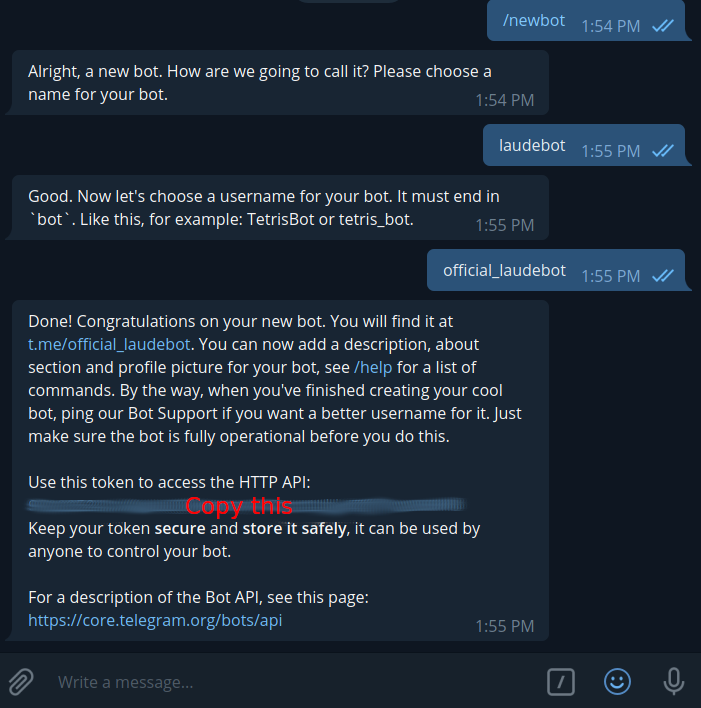 /newbot 1:54 PM
Alright, a new bot. How are we going to call it? Please choose a
name for your bot.
1:54 PM
laudebot 1:55 PM
Good. Now let's choose a username for your bot. It must end in
`bot`. Like this, for example: TetrisBot or tetris_bot.
1:55 PM
official_laudebot 1:55 PM
Done! Congratulations on your new bot. You will find it at
t.me/official_laudebot. You can now add a description, about
section and profile picture for your bot, see /help for a list of
commands. By the way, when you've finished creating your cool
bot, ping our Bot Support if you want a better username for it. Just
make sure the bot is fully operational before you do this.
Use this token to access the HTTP API:
Copy this
Keep your token secure and store it safely, it can be used by
anyone to control your bot.
For a description of the Bot API, see this page:
https://core.telegram.org/bots/api
1:55 PM
Write a message...